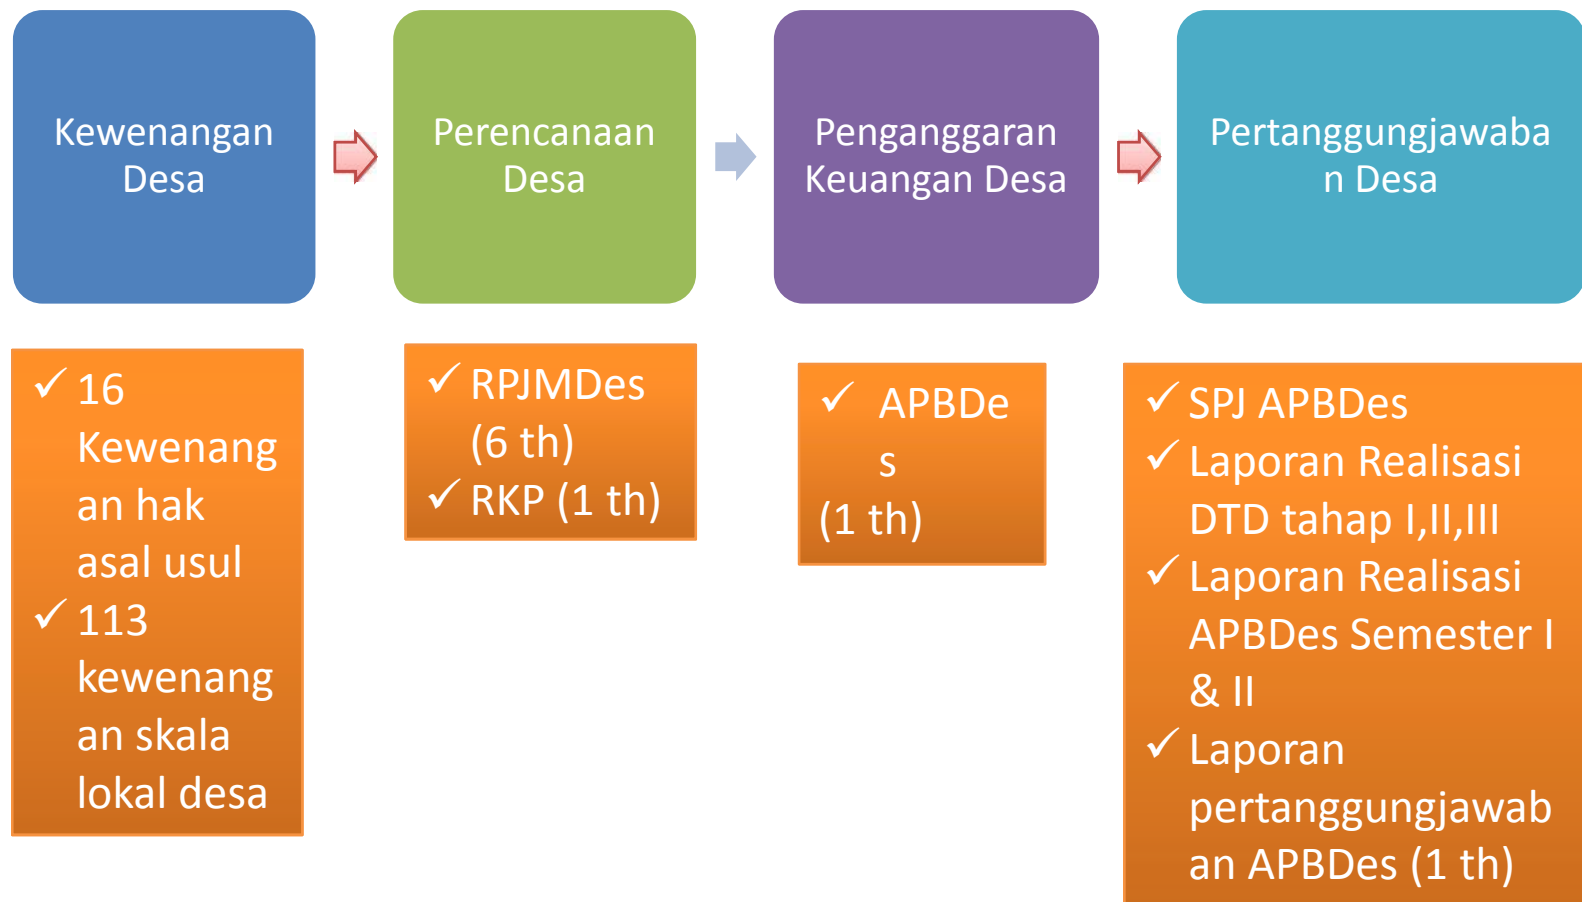 Kewenangan
Desa
Perencanaan
Desa
Penganggaran
Keuangan Desa
Pertanggungjawaba
n Desa
✓ 16
Kewenang
an hak
asal usul
✓ 113
kewenang
an skala
lokal desa
✓ RPJMDes
(6 th)
✓ RKP (1 th)
✓ APBDe
s
(1 th)
✓ SPJ APBDes
✓ Laporan Realisasi
DTD tahap I,II,III
✓ Laporan Realisasi
APBDes Semester I
& II
✓ Laporan
pertanggungjawab
an APBDes (1 th)